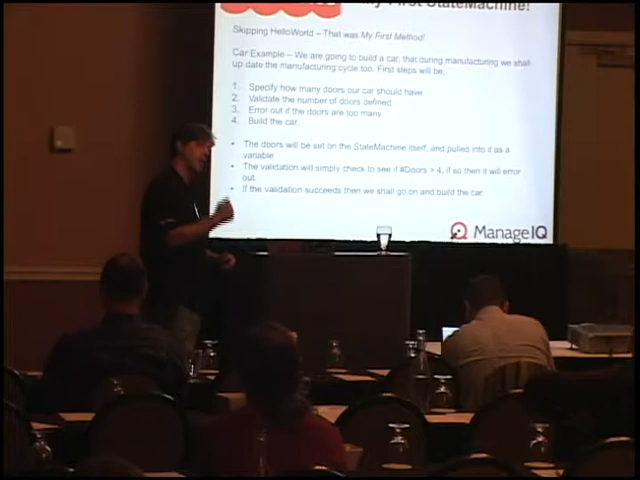 My First StateMachine!
Skipping HelloWorld – That was My First Method!
Car Example – We are going to build a car, that during manufacturing we shall
up date the manufacturing cycle too. First steps will be,
1. Specify how many doors our car should have
2. Validate the number of doors defined.
3. Error out if the doors are too many.
4. Build the car.
• The doors will be set on the StateMachine itself, and pulled into it as a
variable
• The validation will simply check to see if #Doors > 4, if so then it will error
out.
• If the validation succeeds then we shall go on and build the car.
ManageIQ